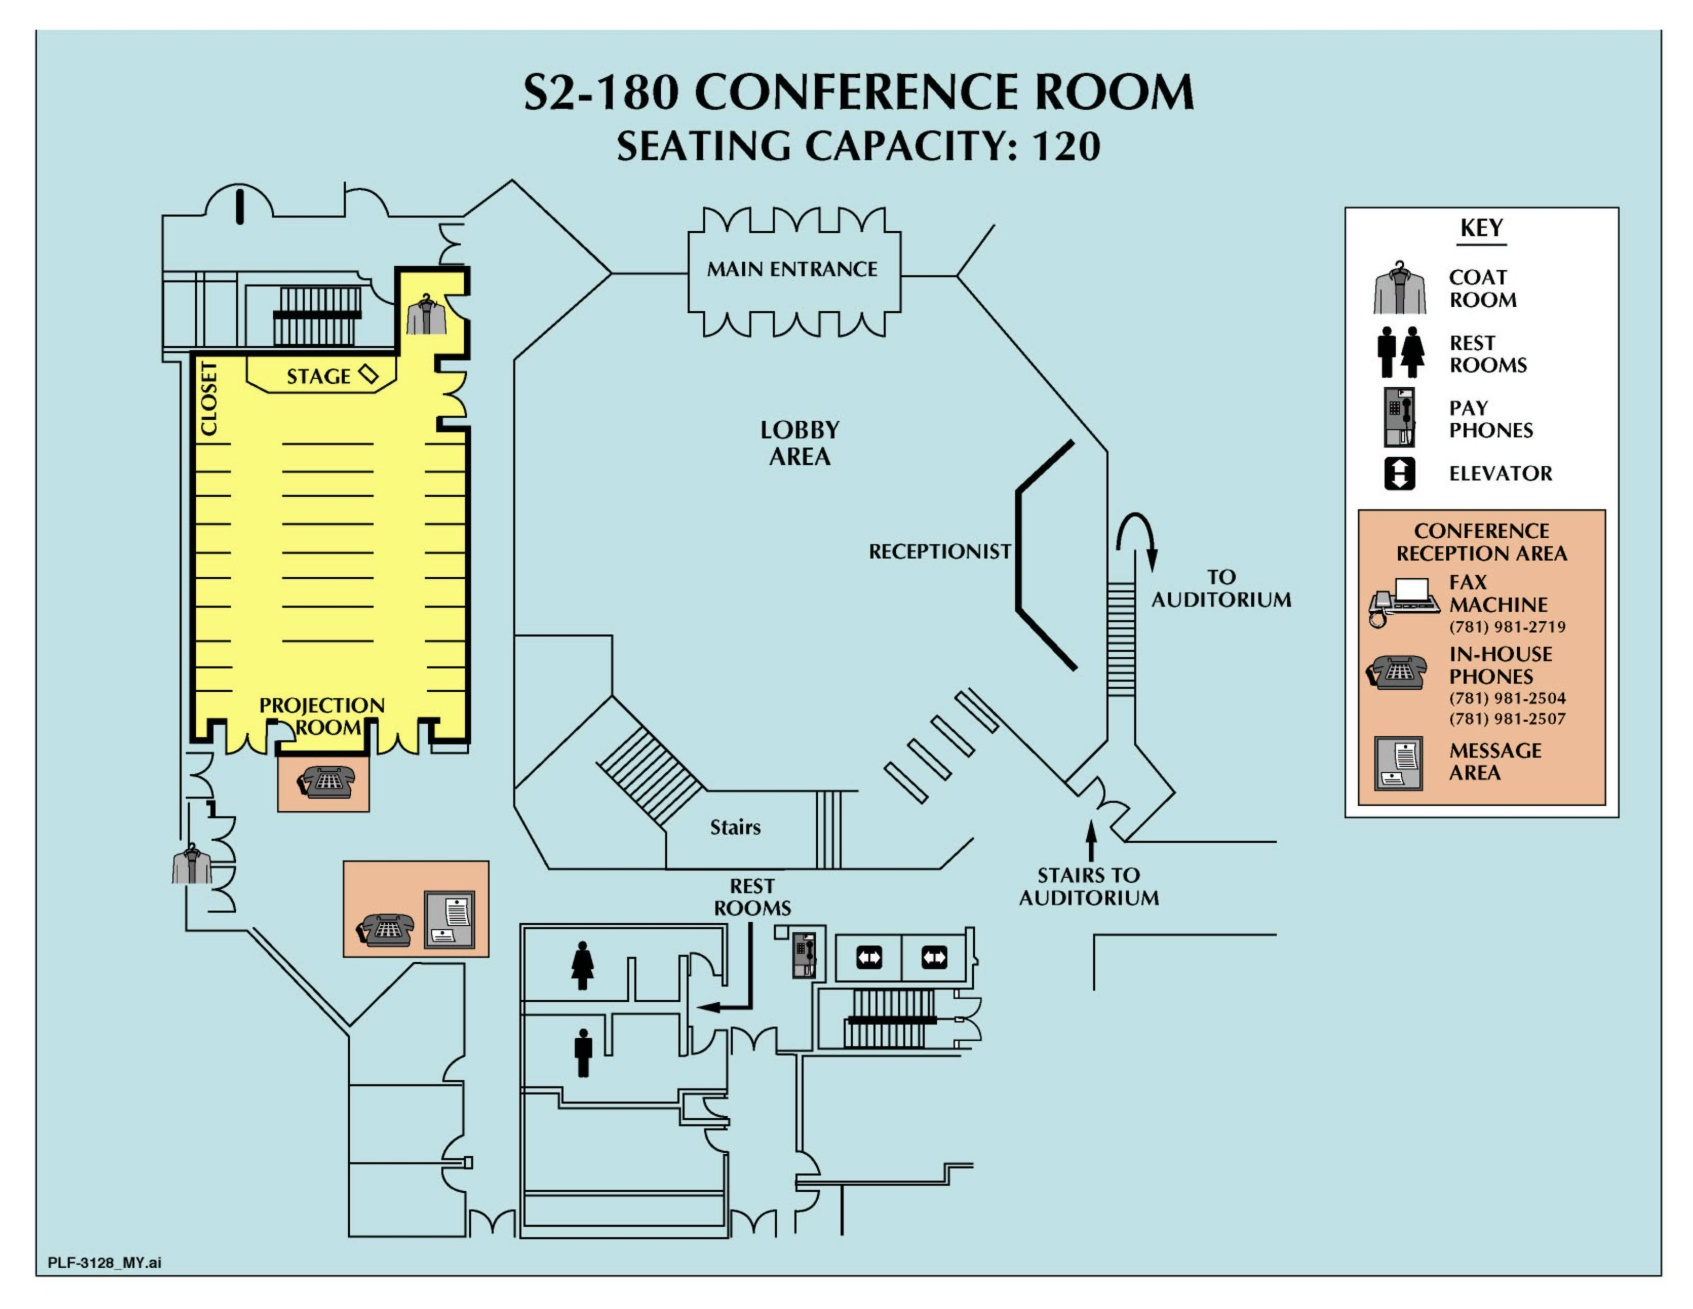 S2-180 CONFERENCE ROOM
SEATING CAPACITY: 120
MAIN ENTRANCE
CLOSET
STAGE
LOBBY
AREA
RECEPTIONIST
TO
AUDITORIUM
PROJECTION
ROOM
Stairs
STAIRS TO
AUDITORIUM
REST
ROOMS
KEY
COAT
ROOM
REST
ROOMS
PAY
PHONES
ELEVATOR
CONFERENCE
RECEPTION AREA
FAX
MACHINE
(781) 981-2719
IN-HOUSE
PHONES
(781) 981-2504
(781) 981-2507
MESSAGE
AREA
PLF-3128_MY.ai